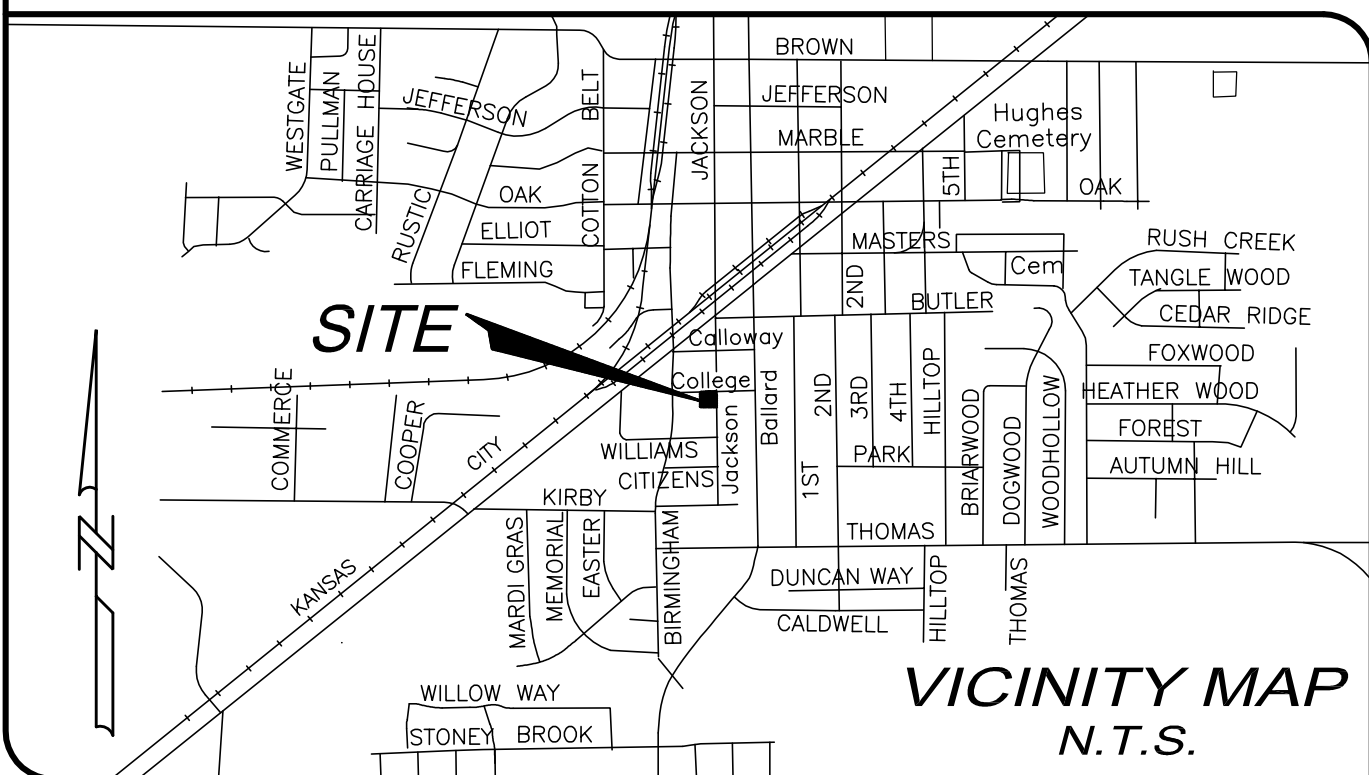 BROWN
WESTGATE
PULLMAN
CARRIAGE HOUSE
JEFFERSON
BELT
JACKSON
JEFFERSON
MARBLE
Hughes
Cemetery
5TH
OAK
COTTON
OAK
RUSTIC
ELLIOT
FLEMING
MASTERS
Cem
2ND
BUTLER
RUSH CREEK
TANGLE WOOD
CEDAR RIDGE
SITE
Calloway
College
Jackson
Ballard
FOXWOOD
HEATHER WOOD
FOREST
AUTUMN HILL
2ND
3RD
4TH
HILLTOP
1ST
PARK
BRIARWOOD
DOGWOOD
WOODHOLLOW
COMMERCE
COOPER
CITY
WILLIAMS
CITIZENS
KIRBY
THOMAS
KANSAS
MARDI GRAS
MEMORIAL
EASTER
BIRMINGHAM
DUNCAN WAY
HILLTOP
THOMAS
CALDWELL
WILLOW WAY
STONEY BROOK
N
VICINITY MAP
N.T.S.